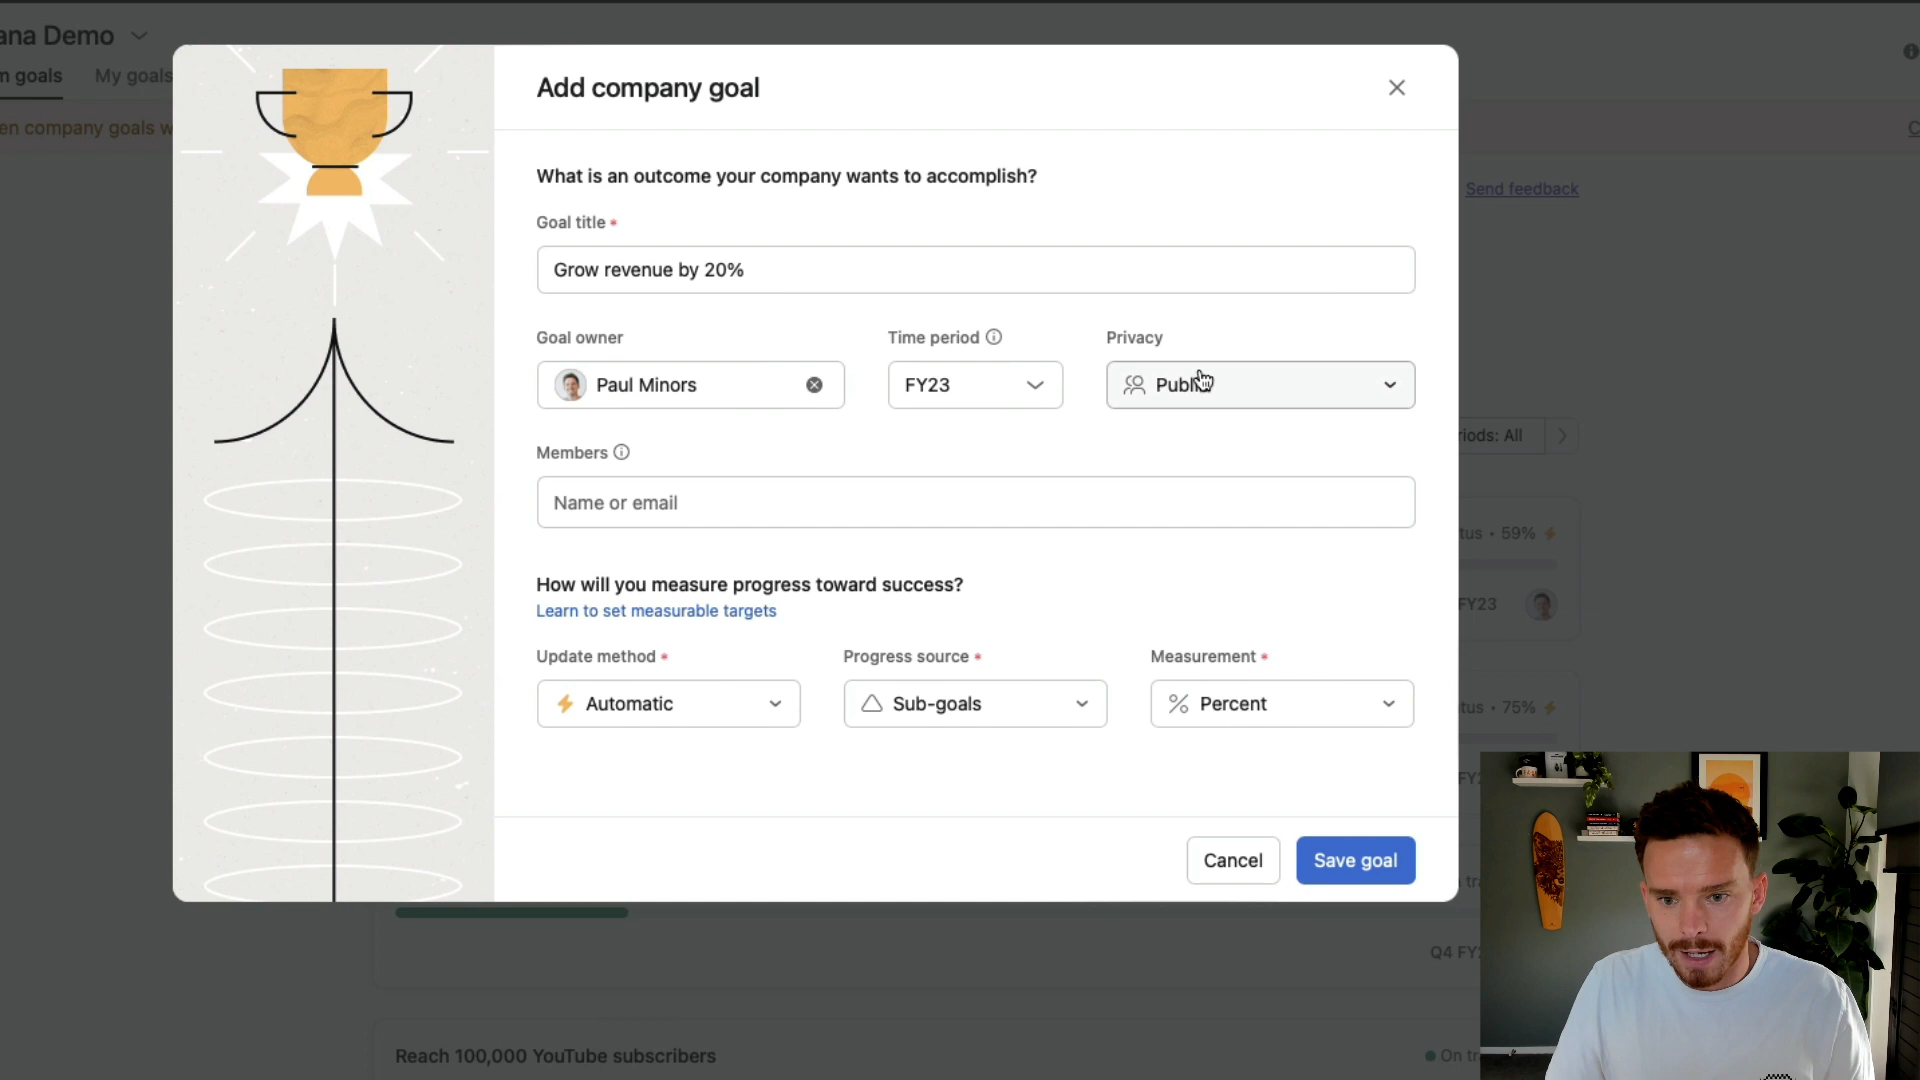 ana Demo
m goals My goals
en company goals w
Add company goal
What is an outcome your company wants to accomplish?
Send feedback
Goal title *
Grow revenue by 20%
Goal owner Time period Privacy
Paul Minors FY23 Public
Members
Name or email
riods: All
tus • 59%
FY23
How will you measure progress toward success?
Learn to set measurable targets
Update method * Progress source * Measurement *
Automatic Sub-goals % Percent
tus • 75%
FY
Cancel Save goal
tra
Q4 FY
Reach 100,000 YouTube subscribers
On tr